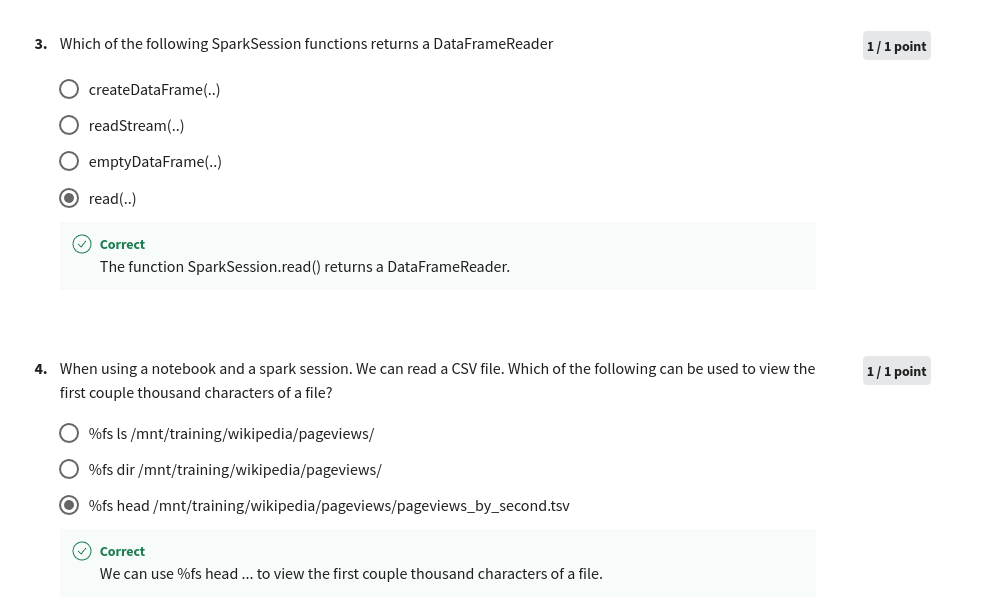 3. Which of the following SparkSession functions returns a DataFrameReader
1 / 1 point
createDataFrame(..)
readStream(..)
emptyDataFrame(..)
read(..)
Correct
The function SparkSession.read() returns a DataFrameReader.
4. When using a notebook and a spark session. We can read a CSV file. Which of the following can be used to view the
first couple thousand characters of a file?
1 / 1 point
%fs ls /mnt/training/wikipedia/pageviews/
%fs dir /mnt/training/wikipedia/pageviews/
%fs head /mnt/training/wikipedia/pageviews/pageviews_by_second.tsv
Correct
We can use %fs head ... to view the first couple thousand characters of a file.